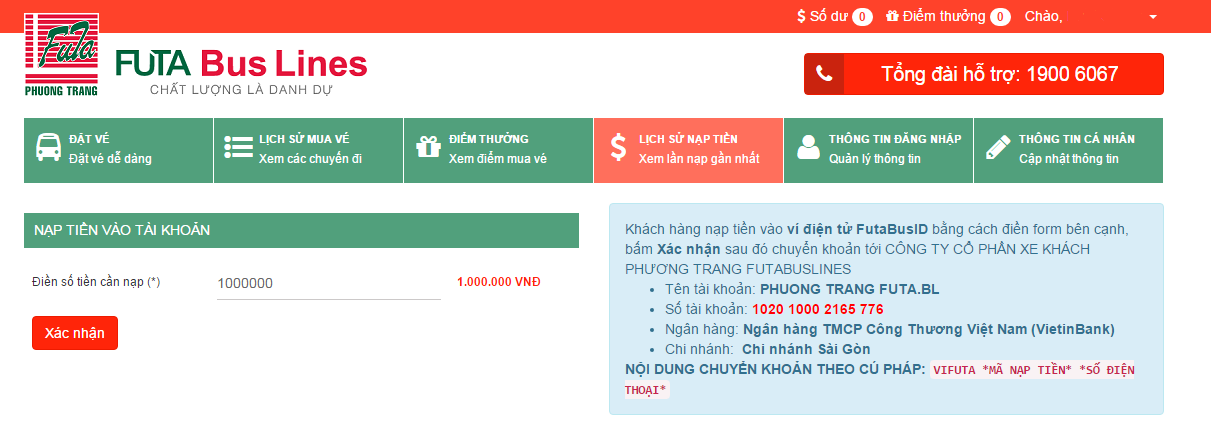 $ Số dư 0 Điểm thưởng 0 Chào,
Futa
PHUONG TRANG
FUTA Bus Lines
CHẤT LƯỢNG LÀ DANH DỰ
Tổng đài hỗ trợ: 1900 6067
ĐẶT VÉ
Đặt vé dễ dàng
LỊCH SỬ MUA VÉ
Xem các chuyến đi
ĐIỂM THƯỞNG
Xem điểm mua vé
$ LỊCH SỬ NẠP TIỀN
Xem lần nạp gần nhất
THÔNG TIN ĐĂNG NHẬP
Quản lý thông tin
THÔNG TIN CÁ NHÂN
Cập nhật thông tin
NẠP TIỀN VÀO TÀI KHOẢN
Điền số tiền cần nạp (*) 1000000 1.000.000 VNĐ
Xác nhận
Khách hàng nạp tiền vào ví điện tử FutaBusID bằng cách điền form bên cạnh,
bấm Xác nhận sau đó chuyển khoản tới CÔNG TY CỔ PHẦN XE KHÁCH
PHƯƠNG TRANG FUTABUSLINES
• Tên tài khoản: PHUONG TRANG FUTA.BL
• Số tài khoản: 1020 1000 2165 776
• Ngân hàng: Ngân hàng TMCP Công Thương Việt Nam (VietinBank)
• Chi nhánh: Chi nhánh Sài Gòn
NỘI DUNG CHUYỂN KHOẢN THEO CÚ PHÁP: VIFUTA *MÃ NẠP TIỀN* *SỐ ĐIỆN
THOẠI*